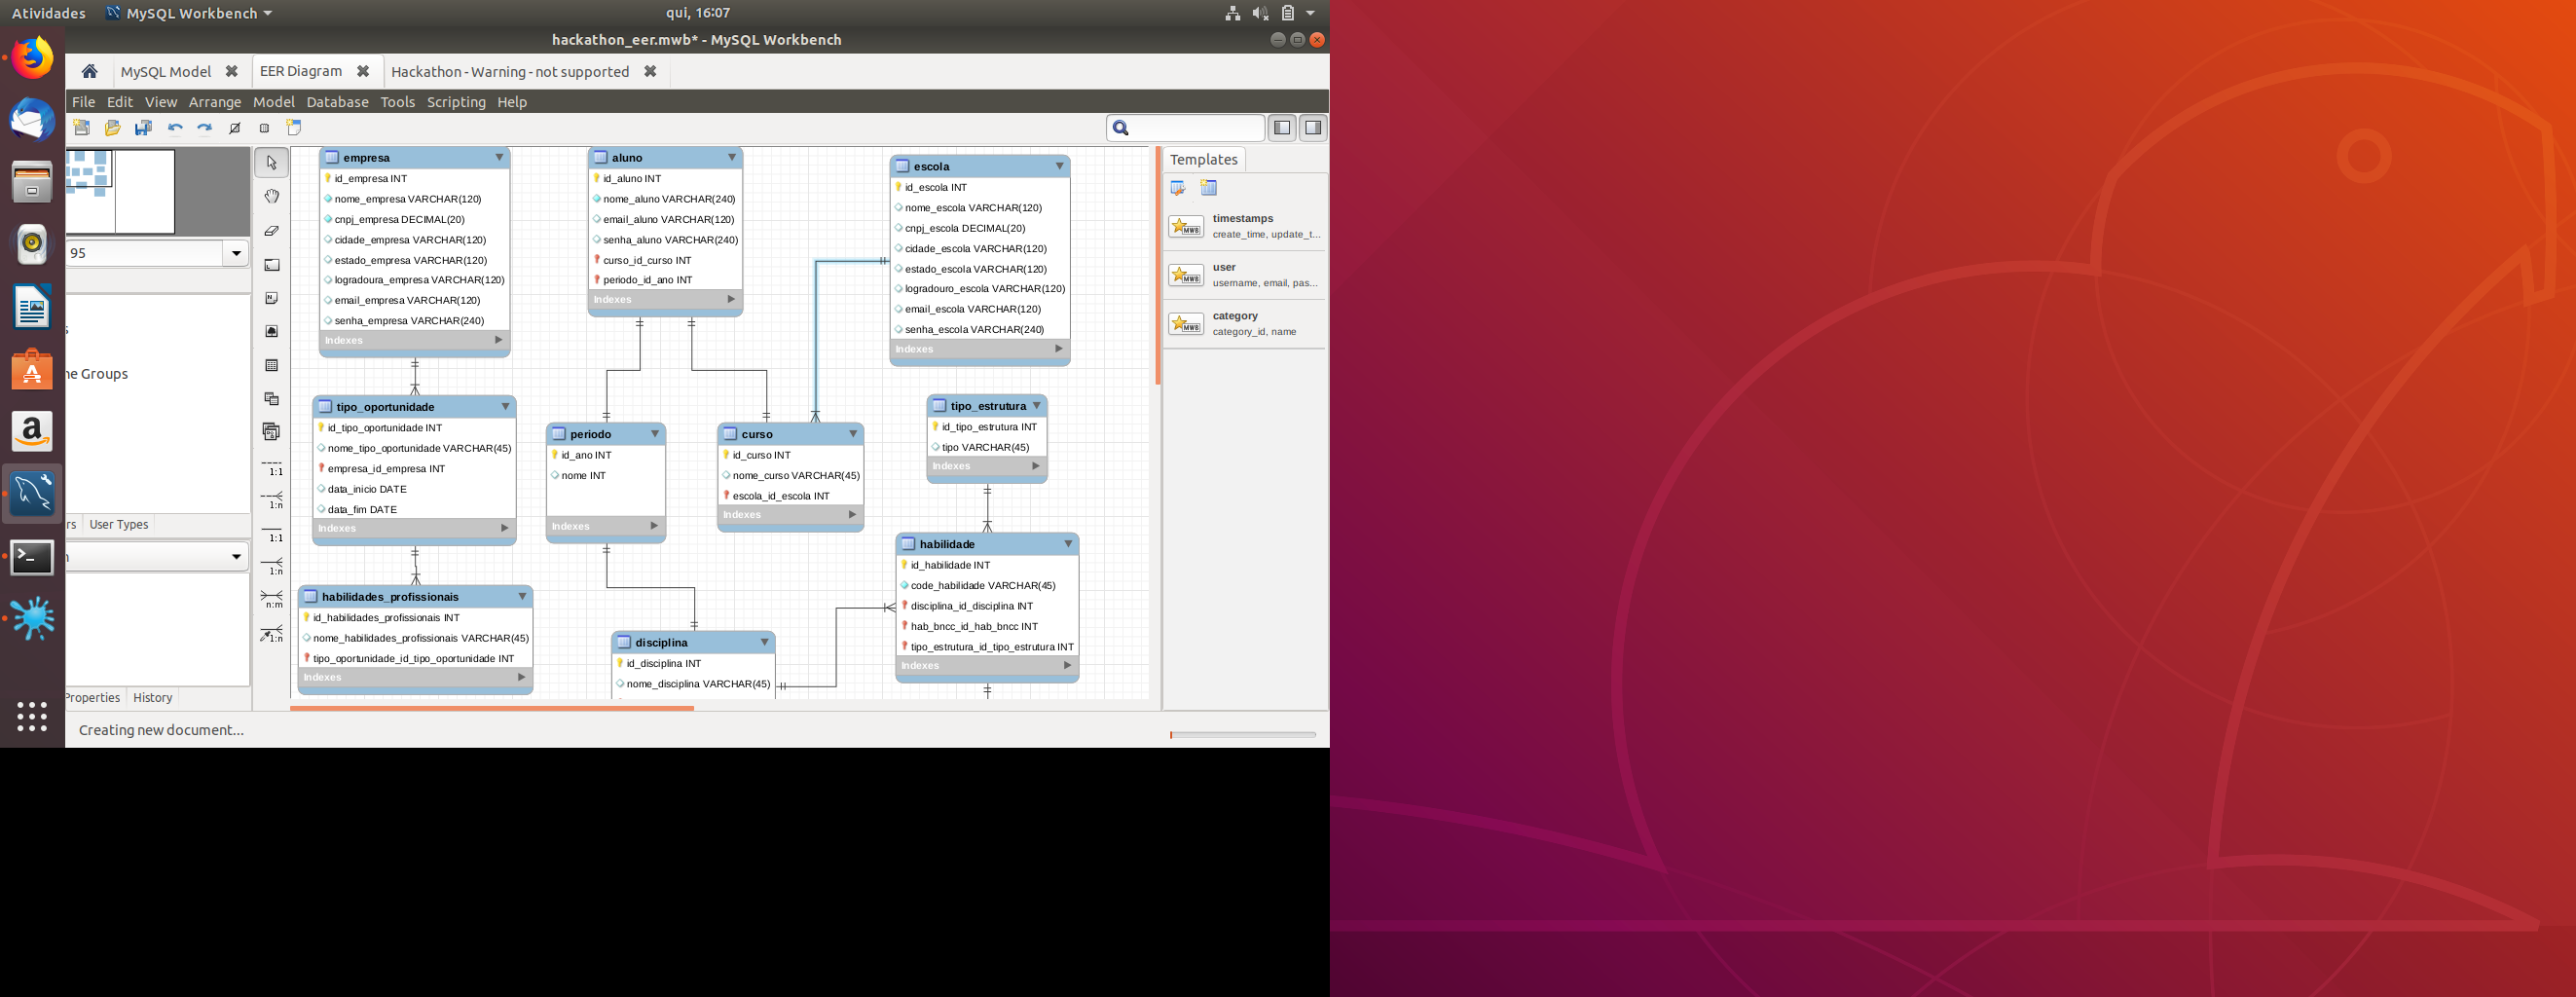 Atividades
MySQL Workbench
qui, 16:07
hackathon_eer.mwb* - MySQL Workbench
MySQL Model
EER Diagram
Hackathon - Warning - not supported
File Edit View Arrange Model Database Tools Scripting Help
95
ne Groups
rs
User Types
Properties
History
1:1
1:n
1:1
1:n
n:m
1:n
empresa
id_empresa INT
nome_empresa VARCHAR(120)
cnpj_empresa DECIMAL(20)
cidade_empresa VARCHAR(120)
estado_empresa VARCHAR(120)
logradoura_empresa VARCHAR(120)
email_empresa VARCHAR(120)
senha_empresa VARCHAR(240)
Indexes
aluno
id_aluno INT
nome_aluno VARCHAR(240)
email_aluno VARCHAR(120)
senha_aluno VARCHAR(240)
curso_id_curso INT
periodo_id_ano INT
Indexes
escola
id_escola INT
nome_escola VARCHAR(120)
cnpj_escola DECIMAL(20)
cidade_escola VARCHAR(120)
estado_escola VARCHAR(120)
logradouro_escola VARCHAR(120)
email_escola VARCHAR(120)
senha_escola VARCHAR(240)
Indexes
tipo_oportunidade
id_tipo_oportunidade INT
nome_tipo_oportunidade VARCHAR(45)
empresa_id_empresa INT
data_inicio DATE
data_fim DATE
Indexes
periodo
id_ano INT
nome INT
Indexes
curso
id_curso INT
nome_curso VARCHAR(45)
escola_id_escola INT
Indexes
tipo_estrutura
id_tipo_estrutura INT
tipo VARCHAR(45)
Indexes
habilidades_profissionais
id_habilidades_profissionais INT
nome_habilidades_profissionais VARCHAR(45)
tipo_oportunidade_id_tipo_oportunidade INT
Indexes
disciplina
id_disciplina INT
nome_disciplina VARCHAR(45)
habilidade
id_habilidade INT
code_habilidade VARCHAR(45)
disciplina_id_disciplina INT
hab_bncc_id_hab_bncc INT
tipo_estrutura_id_tipo_estrutura INT
Indexes
Templates
MWB
timestamps
create_time, update_t...
MWB
user
username, email, pas...
MWB
category
category_id, name
Creating new document...